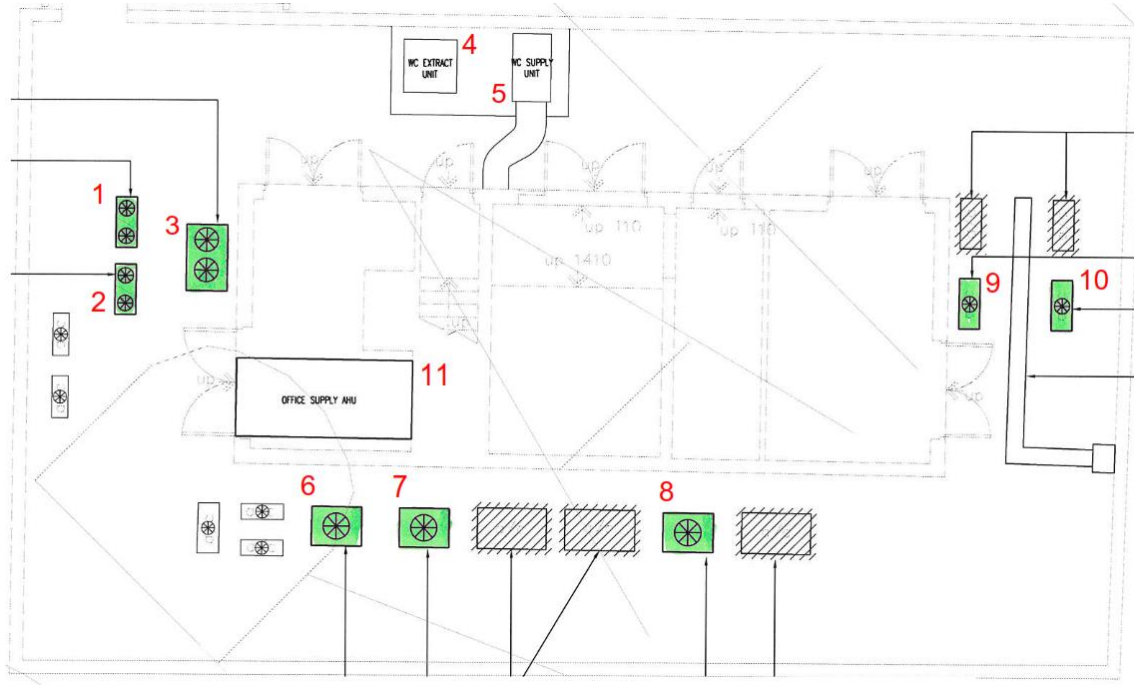 4
WC EXTRACT
UNIT
WC SUPPLY
UNIT
5
up
up
up
up
up
1
3
up 110
up 110
up 1410
2
9
10
up
up
11
OFFICE SUPPLY AHU
up
6
7
8